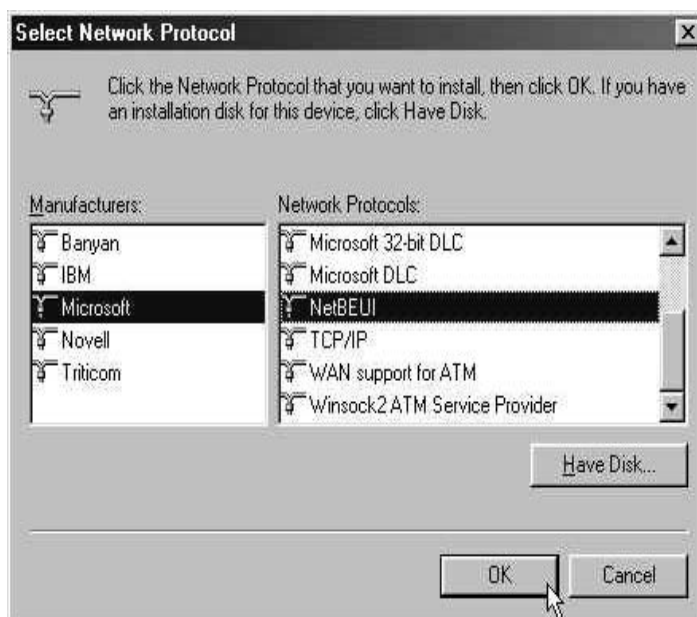 Select Network Protocol
Click the Network Protocol that you want to install, then click OK. If you have
an installation disk for this device, click Have Disk.
Manufacturers:
Banyan
IBM
Microsoft
Novell
Triticom
Network Protocols:
Microsoft 32-bit DLC
Microsoft DLC
NetBEUI
TCP/IP
WAN support for ATM
Winsock2 ATM Service Provider
Have Disk...
OK
Cancel